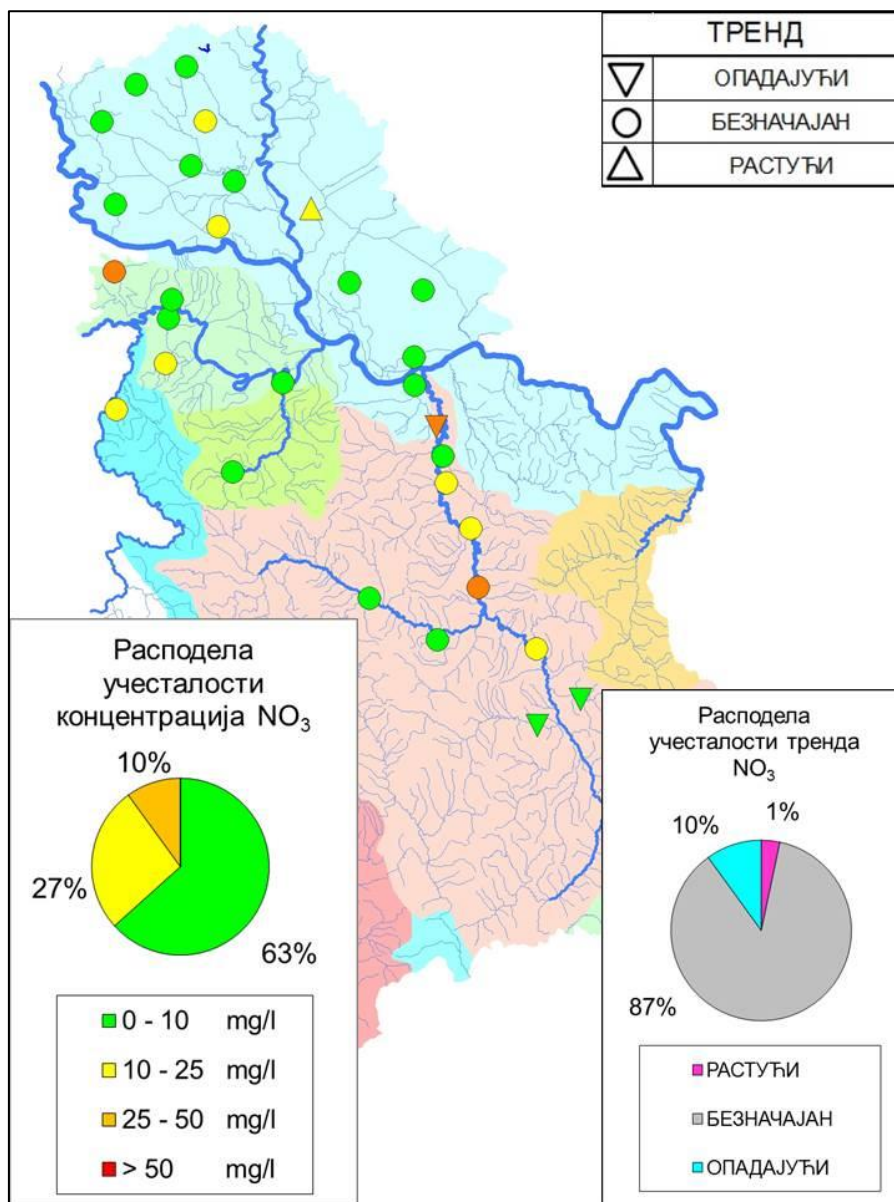 ТРЕНД
ОПАДАЈУЋИ
БЕЗНАЧАЈАН
РАСТУЋИ
Расподела
учесталости
концентрација NO₃
10%
27%
63%
0 - 10 mg/l
10 - 25 mg/l
25 - 50 mg/l
> 50 mg/l
Расподела
учесталости тренда
NO₃
1%
10%
87%
РАСТУЋИ
БЕЗНАЧАЈАН
ОПАДАЈУЋИ